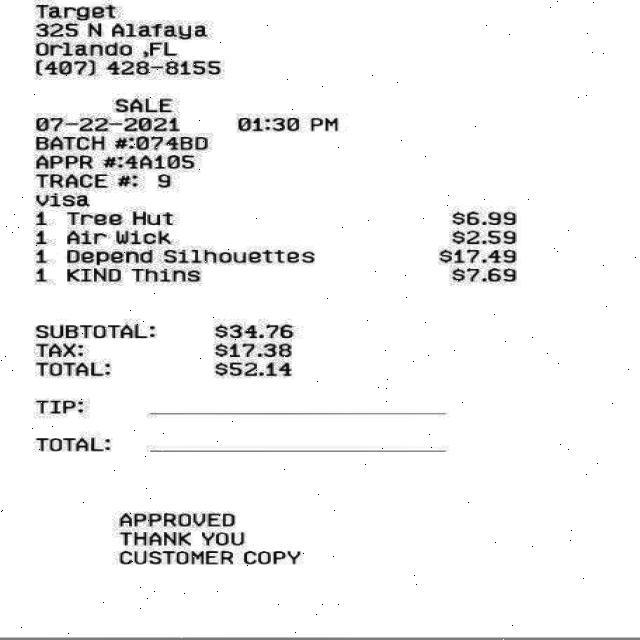 Target
325 N Alafaya
Orlando ,FL
(407) 428-8155
SALE
07-22-2021 01:30 PM
BATCH #:074BD
APPR #:4A105
TRACE #: 9
Visa
1 Tree Hut $6.99
1 Air Wick $2.59
1 Depend Silhouettes $17.49
1 KIND Thins $7.69
SUBTOTAL: $34.76
TAX: $17.38
TOTAL: $52.14
TIP:
TOTAL:
APPROVED
THANK YOU
CUSTOMER COPY